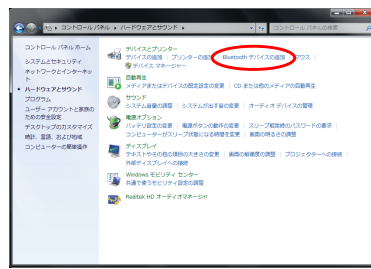 コントロール パネル ▸ ハードウェアとサウンド ▸
コントロール パネルの検索
コントロール パネル ホーム
システムとセキュリティ
ネットワークとインターネット
ハードウェアとサウンド
プログラム
ユーザー アカウントと家族のための安全設定
デスクトップのカスタマイズ
時計、言語、および地域
コンピューターの簡単操作
デバイスとプリンター
デバイスの追加 | プリンターの追加 | Bluetooth デバイスの追加 | マウス |
デバイス マネージャー
自動再生
メディアまたはデバイスの既定設定の変更 | CD または他のメディアの自動再生
サウンド
システム音量の調整 | システムが出す音の変更 | オーディオ デバイスの管理
電源オプション
バッテリ設定の変更 | 電源ボタンの動作の変更 | スリープ解除時のパスワードの要求 |
コンピューターがスリープ状態になる時間を変更 | 画面の明るさの調整
ディスプレイ
テキストやその他の項目の大きさの変更 | 画面の解像度の調整 | プロジェクターへの接続 |
外部ディスプレイへの接続
Windows モビリティ センター
共通で使うモビリティ設定の調整
Realtek HD オーディオマネージャ